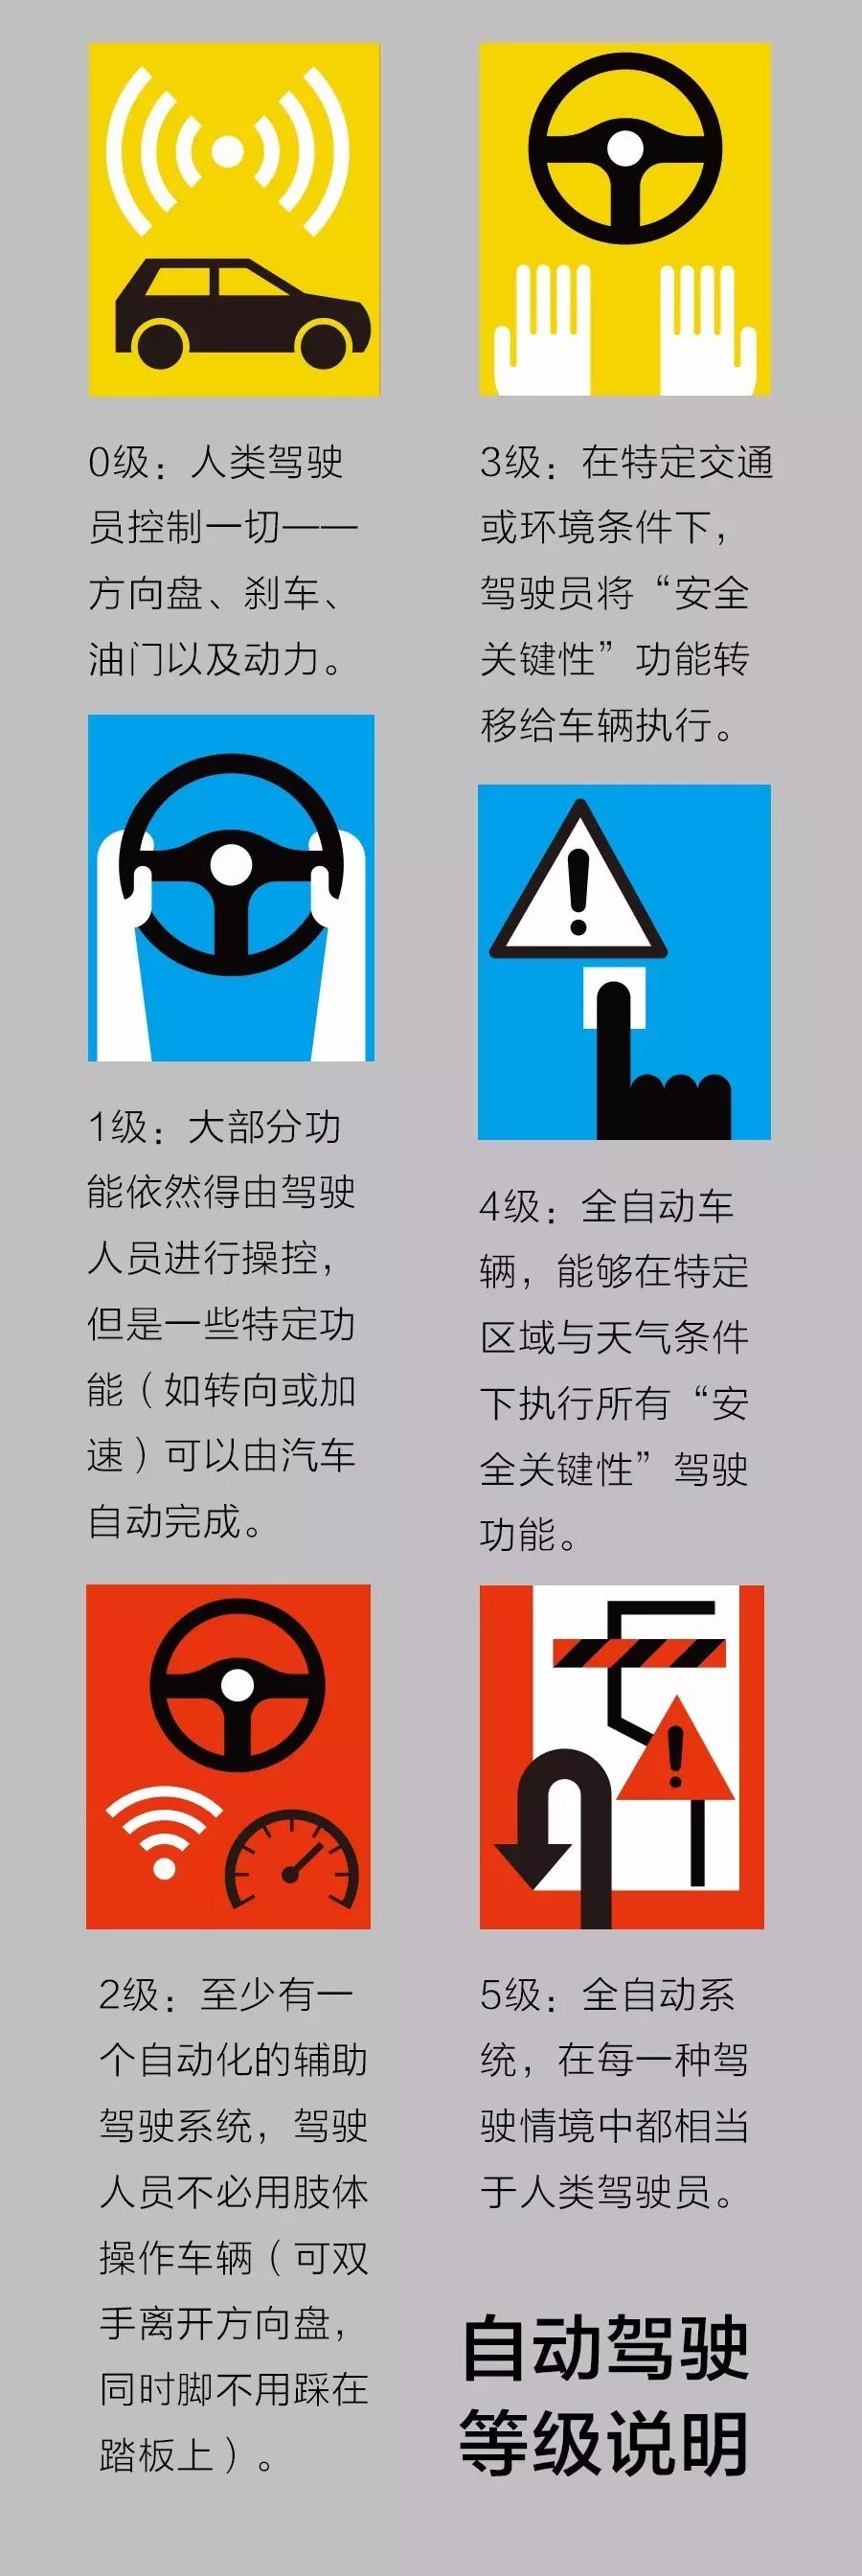 0级：人类驾驶
员控制一切——
方向盘、刹车、
油门以及动力。
1级：大部分功
能依然得由驾驶
人员进行操控，
但是一些特定功
能（如转向或加
速）可以由汽车
自动完成。
2级：至少有一
个自动化的辅助
驾驶系统，驾驶
人员不必用肢体
操作车辆（可双
手离开方向盘，
同时脚不用踩在
踏板上）。
3级：在特定交通
或环境条件下，
驾驶员将“安全
关键性”功能转
移给车辆执行。
4级：全自动车
辆，能够在特定
区域与天气条件
下执行所有“安
全关键性”驾驶
功能。
5级：全自动系
统，在每一种驾
驶情境中都相当
于人类驾驶员。
自动驾驶
等级说明